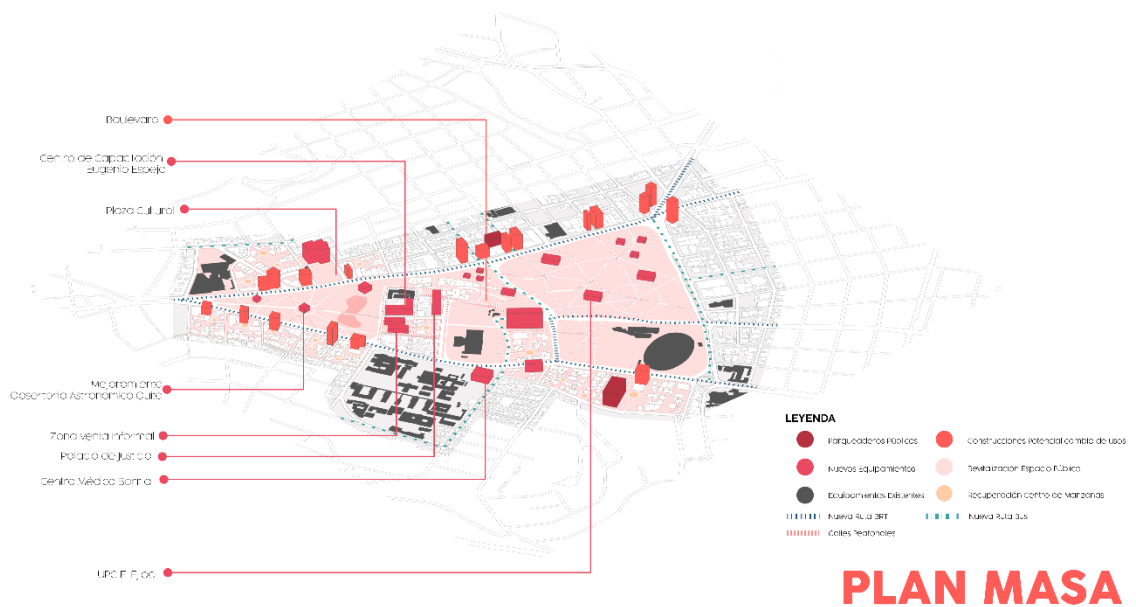 Boulevard
Centro de Capacitación
Eugenio Espejo
Plaza Cultural
Mejoramiento
Obsertorio Astronómico Quito
Zona Venta Informal
Palacio de Justicia
Centro Médico Barrial
UPC El Ejido
LEYENDA
Parqueaderos Públicos
Construcciones Potencial cambio de usos
Nuevos Equipamientos
Revitalización Espacio Público
Equipamientos Existentes
Recuperación Centro de Manzanas
Nueva Ruta BRT
Nueva Ruta Bus
Calles Peatonales
PLAN MASA